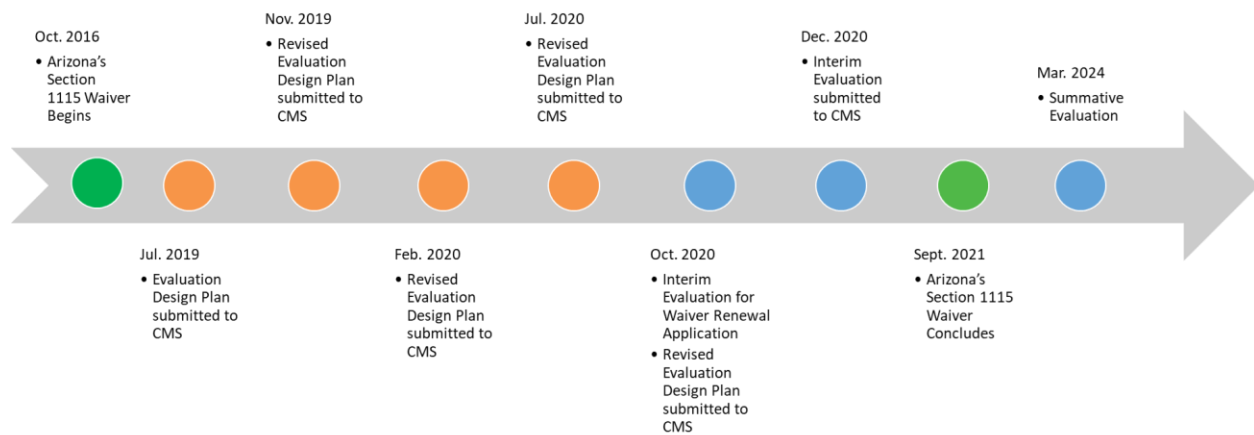 Oct. 2016
• Arizona's
Section
1115 Waiver
Begins
Jul. 2019
• Evaluation
Design Plan
submitted to
CMS
Nov. 2019
• Revised
Evaluation
Design Plan
submitted to
CMS
Feb. 2020
• Revised
Evaluation
Design Plan
submitted to
CMS
Jul. 2020
• Revised
Evaluation
Design Plan
submitted to
CMS
Oct. 2020
• Interim
Evaluation for
Waiver Renewal
Application
• Revised
Evaluation
Design Plan
submitted to
CMS
Dec. 2020
• Interim
Evaluation
submitted
to CMS
Sept. 2021
• Arizona's
Section 1115
Waiver
Concludes
Mar. 2024
• Summative
Evaluation